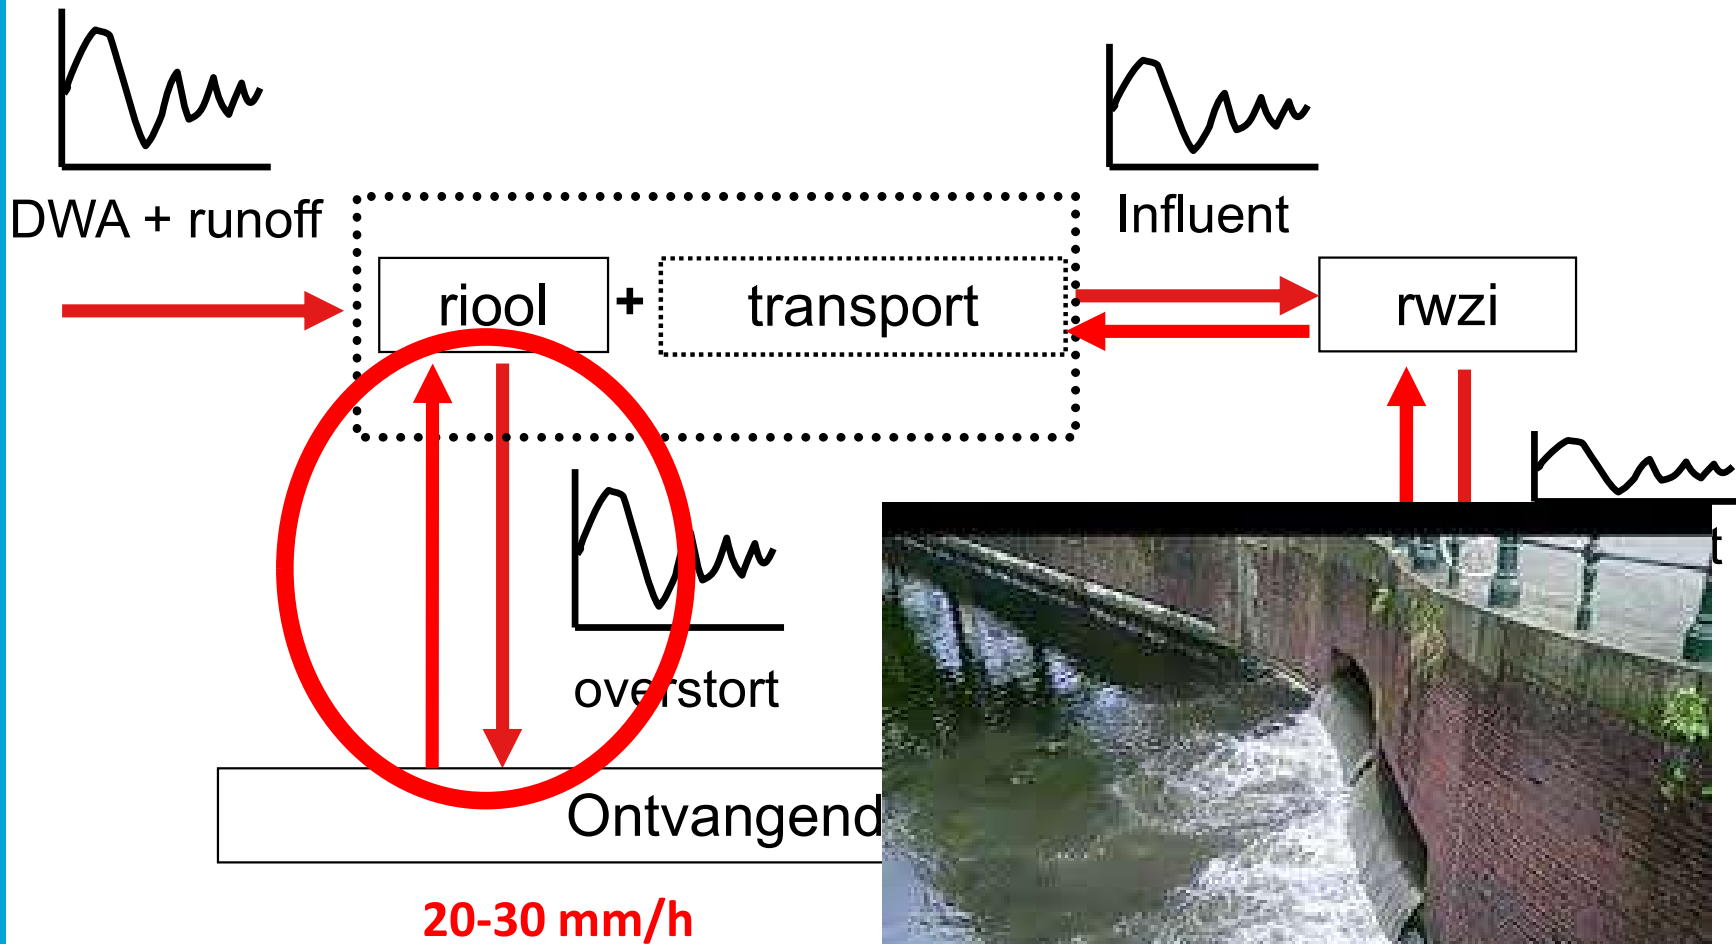 DWA + runoff
Influent
riool
+
transport
rwzi
overstort
t
Ontvangend
20-30 mm/h